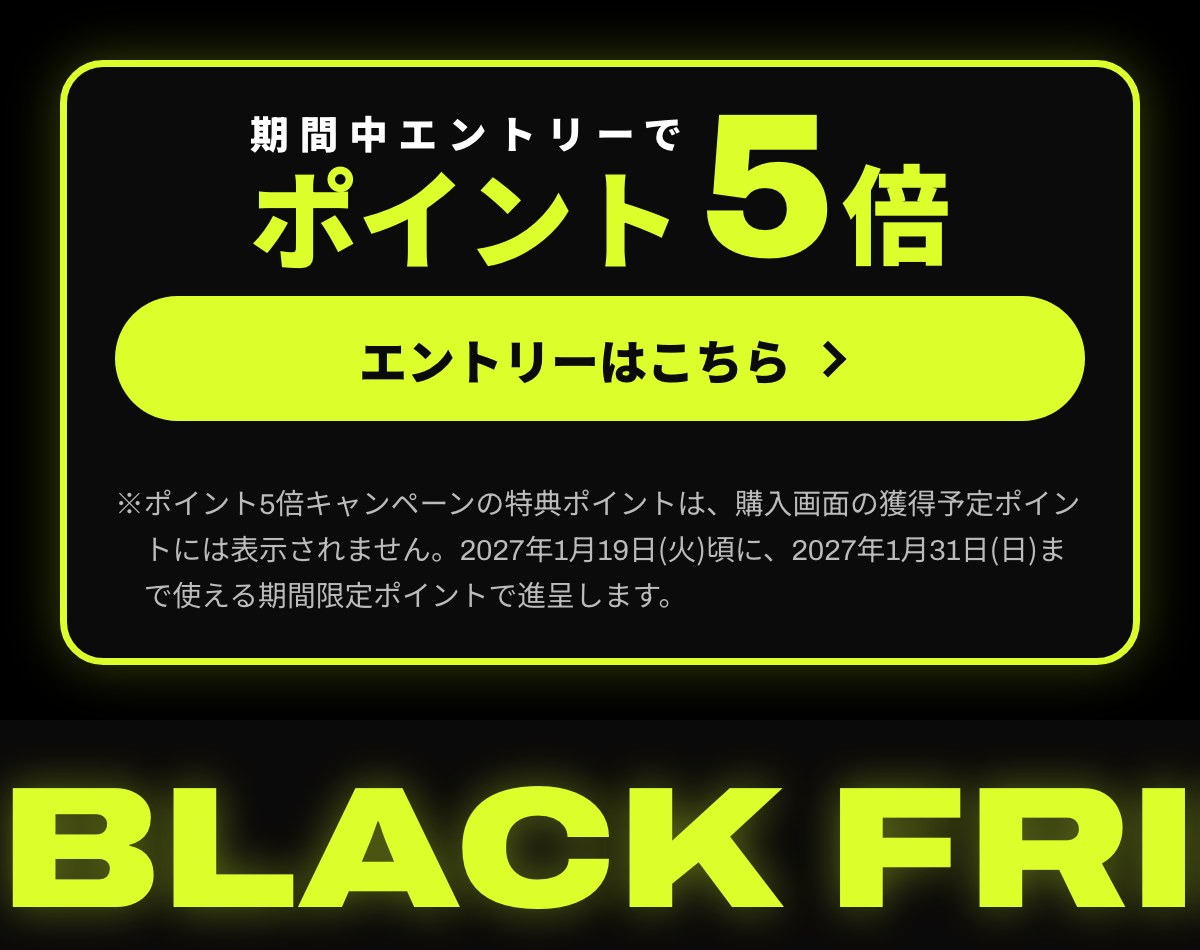 期間中エントリーで
ポイント5倍
エントリーはこちら
※ポイント5倍キャンペーンの特典ポイントは、購入画面の獲得予定ポイン
トには表示されません。2027年1月19日(火)頃に、2027年1月31日(日)ま
で使える期間限定ポイントで進呈します。
BLACK FRI